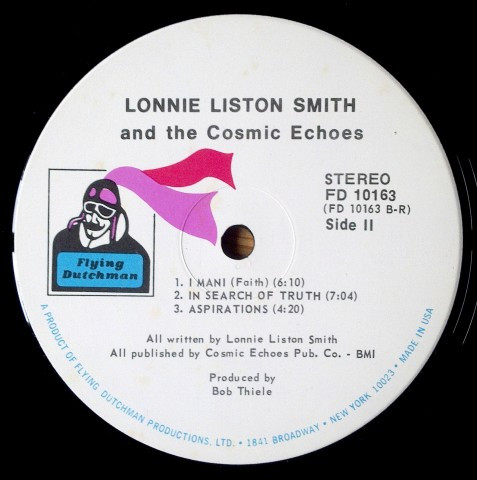 LONNIE LISTON SMITH
and the Cosmic Echoes
Flying
Dutchman
STEREO
FD 10163
(FD 10163 B-R)
Side II
1. I MANI (Faith) (6:10)
2. IN SEARCH OF TRUTH (7:04)
3. ASPIRATIONS (4:20)
All written by Lonnie Liston Smith
All published by Cosmic Echoes Pub. Co. - BMI
Produced by
Bob Thiele
A PRODUCT OF FLYING DUTCHMAN PRODUCTIONS, LTD. • 1841 BROADWAY • NEW YORK 10023 • MADE IN USA